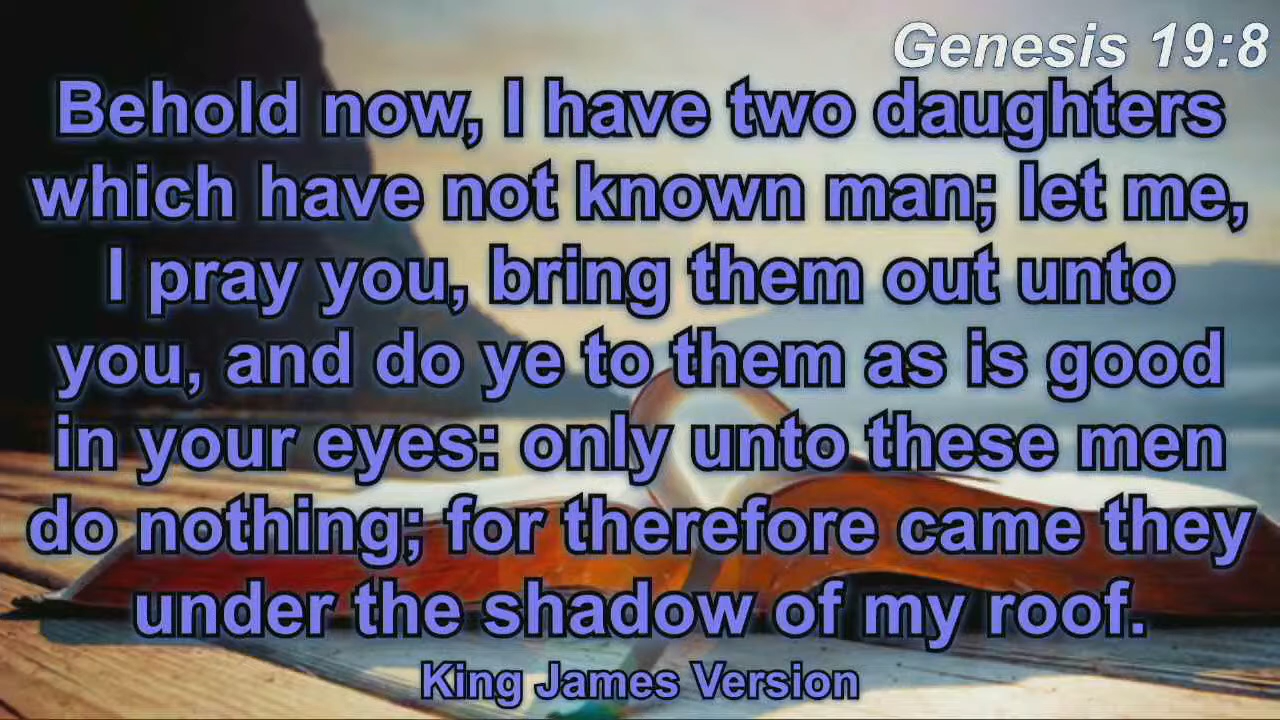 Genesis 19:8
Behold now, I have two daughters
which have not known man; let me,
I pray you, bring them out unto
you, and do ye to them as is good
in your eyes: only unto these men
do nothing; for therefore came they
under the shadow of my roof.
King James Version